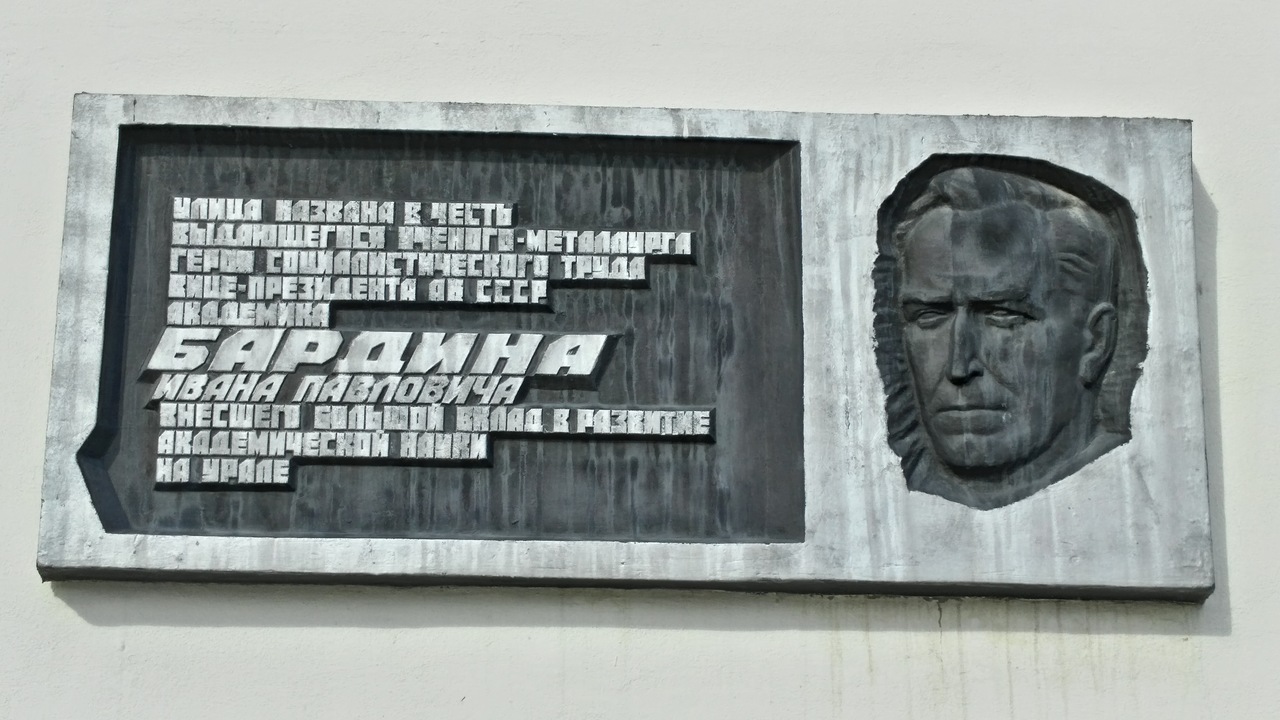 УЛИЦА НАЗВАНА В ЧЕСТЬ
ВЫДАЮЩЕГОСЯ УЧЕНОГО-МЕТАЛЛУРГА
ГЕРОЯ СОЦИАЛИСТИЧЕСКОГО ТРУДА
ВИЦЕ-ПРЕЗИДЕНТА АН СССР
АКАДЕМИКА
БАРДИНА
ИВАНА ПАВЛОВИЧА
ВНЕСШЕГО БОЛЬШОЙ ВКЛАД В РАЗВИТИЕ
АКАДЕМИЧЕСКОЙ НАУКИ
НА УРАЛЕ